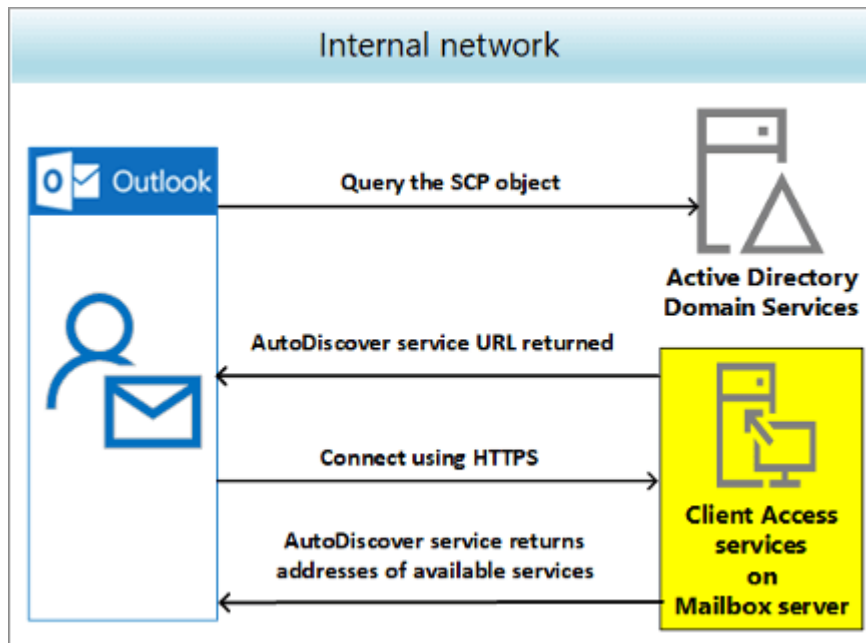 Internal network
Outlook
Query the SCP object
Active Directory
Domain Services
AutoDiscover service URL returned
Connect using HTTPS
AutoDiscover service returns
addresses of available services
Client Access
services
on
Mailbox server